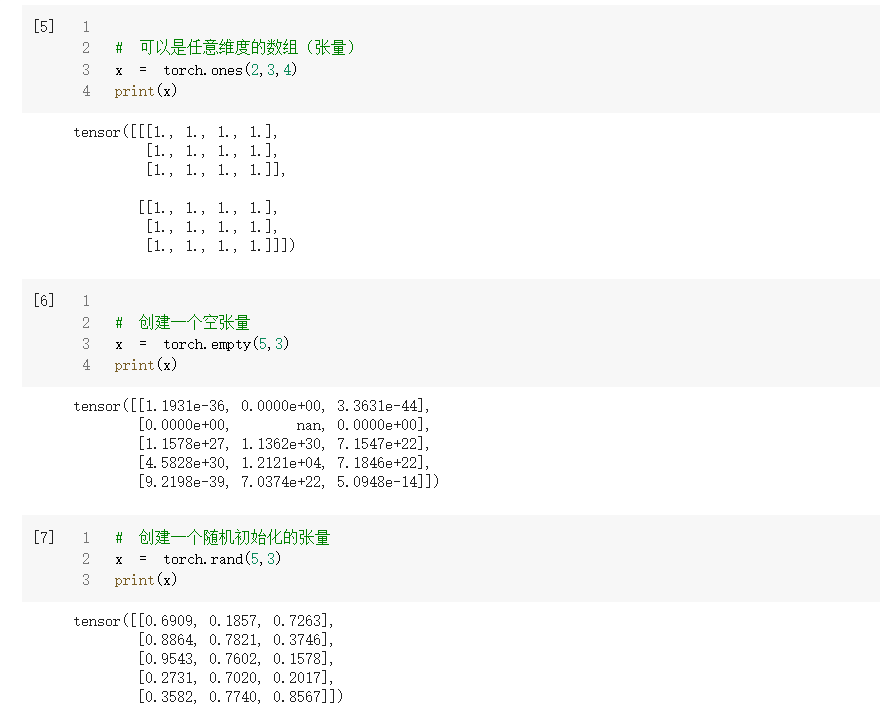 [5] 1
2 # 可以是任意维度的数组（张量）
3 x = torch.ones(2,3,4)
4 print(x)
tensor([[[1., 1., 1., 1.],
[1., 1., 1., 1.],
[1., 1., 1., 1.]],
[[1., 1., 1., 1.],
[1., 1., 1., 1.],
[1., 1., 1., 1.]]])
[6] 1
2 # 创建一个空张量
3 x = torch.empty(5,3)
4 print(x)
tensor([[1.1931e-36, 0.0000e+00, 3.3631e-44],
[0.0000e+00, nan, 0.0000e+00],
[1.1578e+27, 1.1362e+30, 7.1547e+22],
[4.5828e+30, 1.2121e+04, 7.1846e+22],
[9.2198e-39, 7.0374e+22, 5.0948e-14]])
[7] 1 # 创建一个随机初始化的张量
2 x = torch.rand(5,3)
3 print(x)
tensor([[0.6909, 0.1857, 0.7263],
[0.8864, 0.7821, 0.3746],
[0.9543, 0.7602, 0.1578],
[0.2731, 0.7020, 0.2017],
[0.3582, 0.7740, 0.8567]])